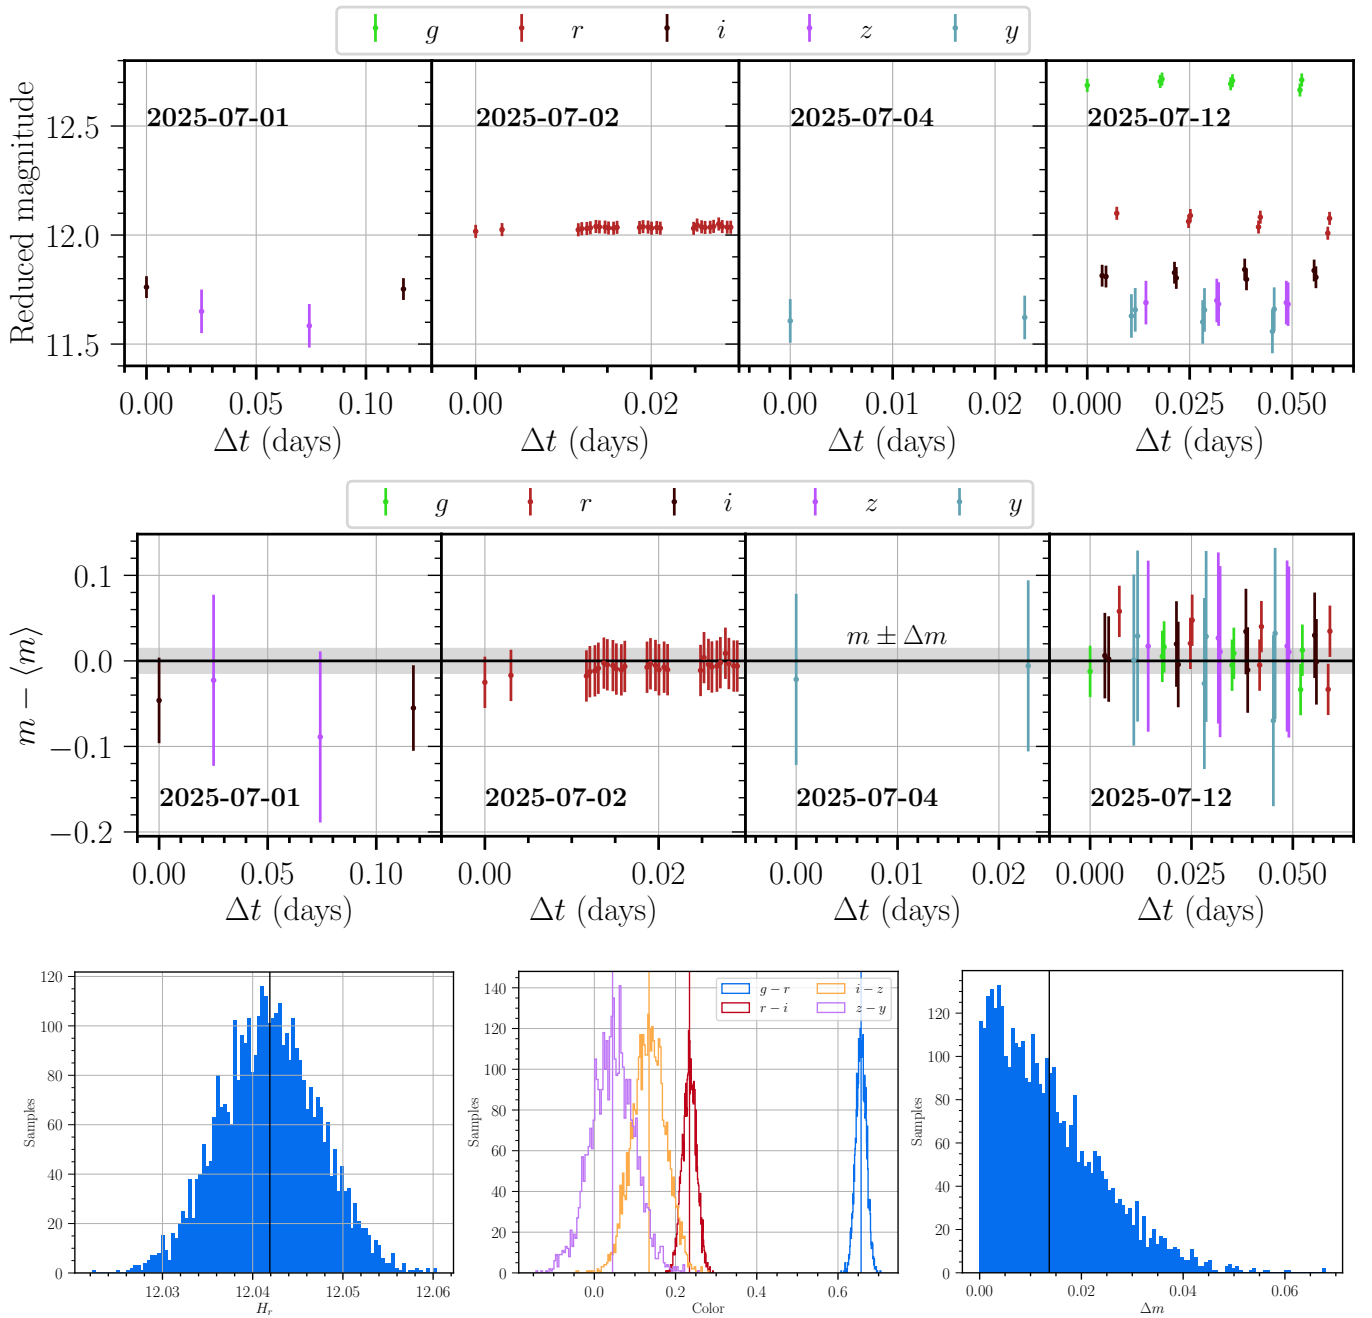 g r i z y
Reduced magnitude
12.5
12.0
11.5
2025-07-01 2025-07-02 2025-07-04 2025-07-12
0.00 0.05 0.10 0.00 0.02 0.00 0.01 0.02 0.000 0.025 0.050
Δt (days) Δt (days) Δt (days) Δt (days)
g r i z y
m − ⟨m⟩
0.1
0.0
−0.1
−0.2
m ± Δm
2025-07-01 2025-07-02 2025-07-04 2025-07-12
0.00 0.05 0.10 0.00 0.02 0.00 0.01 0.02 0.000 0.025 0.050
Δt (days) Δt (days) Δt (days) Δt (days)
Samples
120
100
80
60
40
20
0
12.03 12.04 12.05 12.06
H_r
Samples
140
120
100
80
60
40
20
0
g − r i − z
r − i z − y
0.0 0.2 0.4 0.6
Color
Samples
120
100
80
60
40
20
0
0.00 0.02 0.04 0.06
Δm